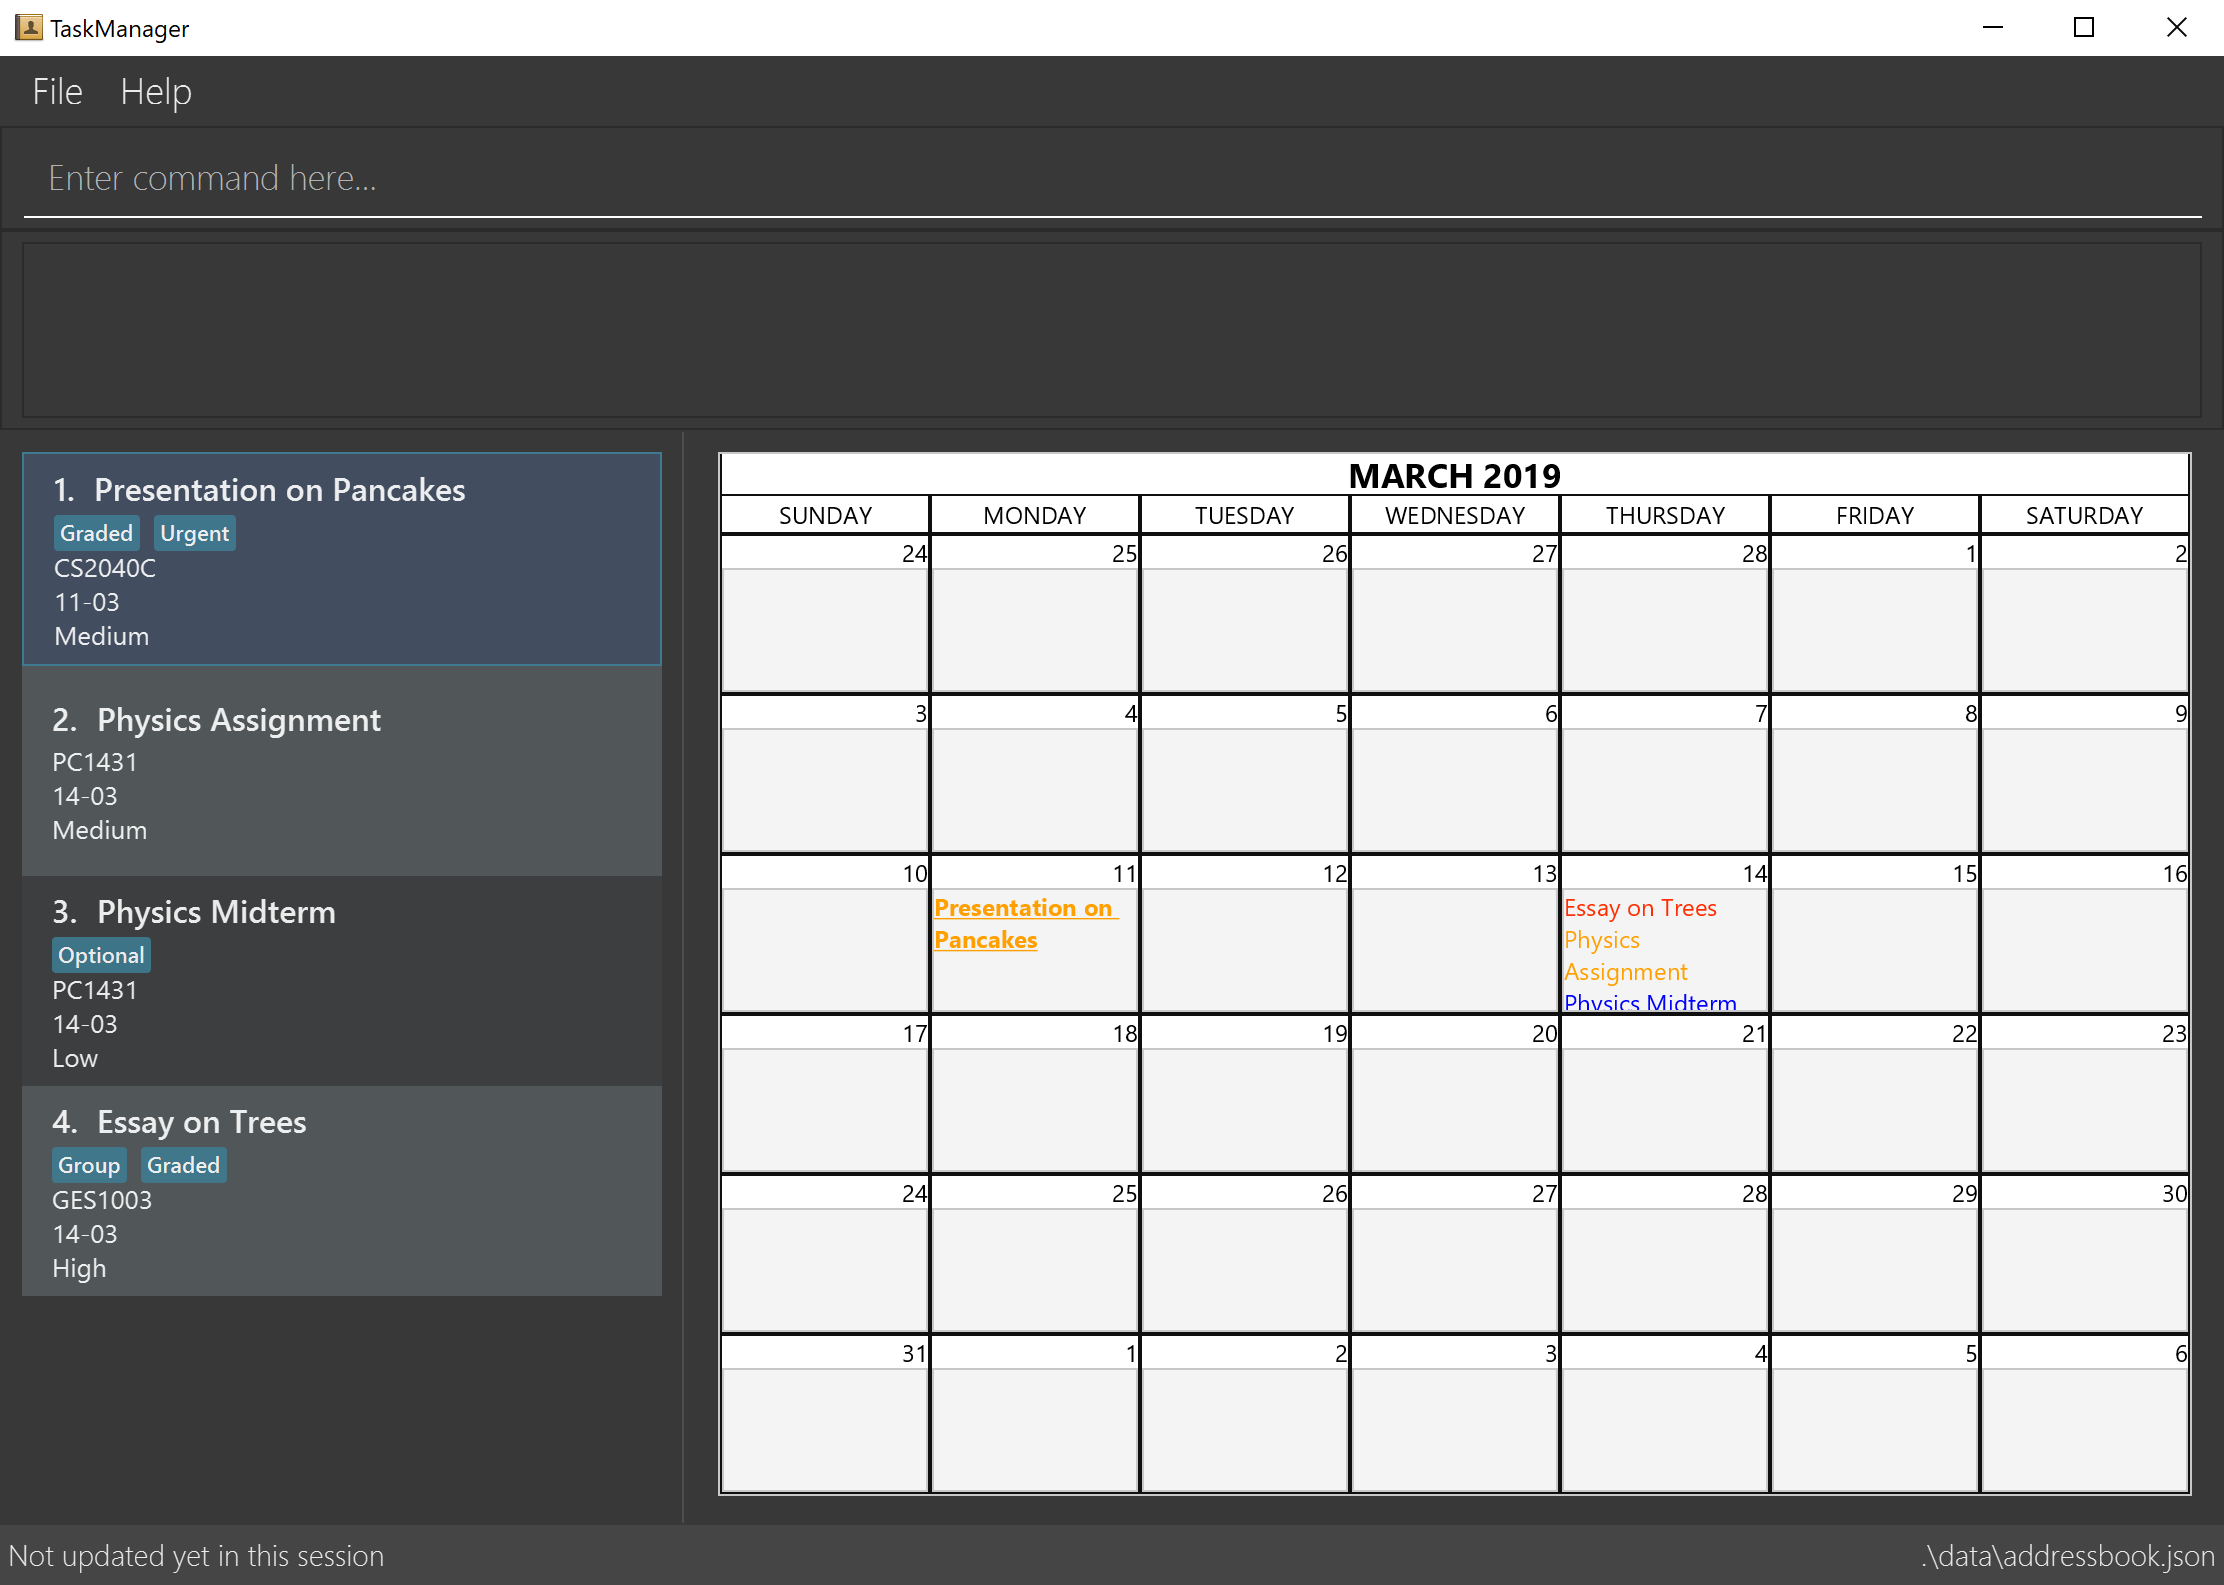 TaskManager
File Help
Enter command here...
1. Presentation on Pancakes
Graded Urgent
CS2040C
11-03
Medium
2. Physics Assignment
PC1431
14-03
Medium
3. Physics Midterm
Optional
PC1431
14-03
Low
4. Essay on Trees
Group Graded
GES1003
14-03
High
MARCH 2019
SUNDAY MONDAY TUESDAY WEDNESDAY THURSDAY FRIDAY SATURDAY
24 25 26 27 28 1 2
3 4 5 6 7 8 9
10 11 12 13 14 15 16
Presentation on
Pancakes
Essay on Trees
Physics
Assignment
Physics Midterm
17 18 19 20 21 22 23
24 25 26 27 28 29 30
31 1 2 3 4 5 6
Not updated yet in this session
.\data\addressbook.json